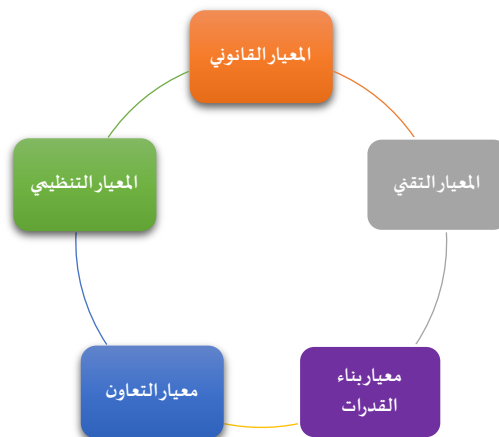 المعيار القانوني
المعيار التقني
المعيار التنظيمي
معيار بناء
القدرات
معيار التعاون